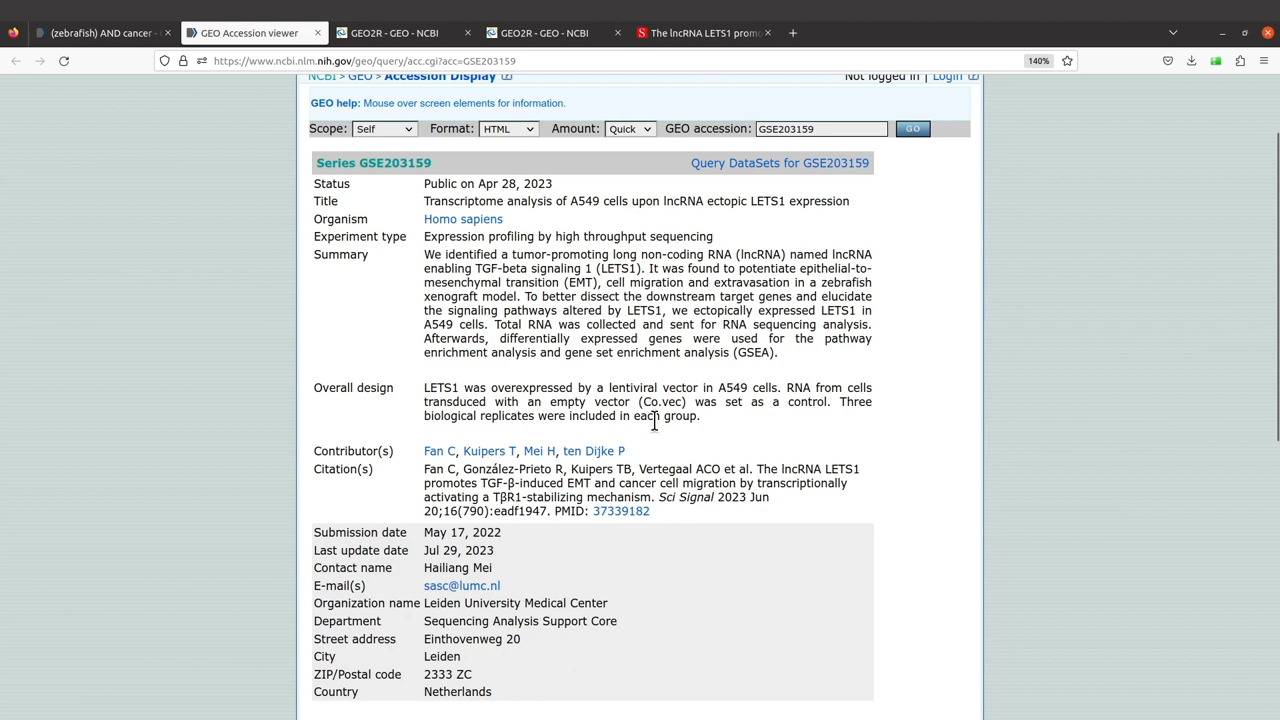 (zebrafish) AND cancer -
GEO Accession viewer
GEO2R - GEO - NCBI
GEO2R - GEO - NCBI
The lncRNA LETS1 prom
https://www.ncbi.nlm.nih.gov/geo/query/acc.cgi?acc=GSE203159
140%
NCBI > GEO > Accession Display
Not logged in | Login
GEO help: Mouse over screen elements for information.
Scope: Self Format: HTML Amount: Quick GEO accession: GSE203159 GO
Series GSE203159 Query DataSets for GSE203159
Status Public on Apr 28, 2023
Title Transcriptome analysis of A549 cells upon lncRNA ectopic LETS1 expression
Organism Homo sapiens
Experiment type Expression profiling by high throughput sequencing
Summary We identified a tumor-promoting long non-coding RNA (lncRNA) named lncRNA
enabling TGF-beta signaling 1 (LETS1). It was found to potentiate epithelial-to-
mesenchymal transition (EMT), cell migration and extravasation in a zebrafish
xenograft model. To better dissect the downstream target genes and elucidate
the signaling pathways altered by LETS1, we ectopically expressed LETS1 in
A549 cells. Total RNA was collected and sent for RNA sequencing analysis.
Afterwards, differentially expressed genes were used for the pathway
enrichment analysis and gene set enrichment analysis (GSEA).
Overall design LETS1 was overexpressed by a lentiviral vector in A549 cells. RNA from cells
transduced with an empty vector (Co.vec) was set as a control. Three
biological replicates were included in each group.
Contributor(s) Fan C, Kuipers T, Mei H, ten Dijke P
Citation(s) Fan C, González-Prieto R, Kuipers TB, Vertegaal ACO et al. The lncRNA LETS1
promotes TGF-β-induced EMT and cancer cell migration by transcriptionally
activating a TβR1-stabilizing mechanism. Sci Signal 2023 Jun
20;16(790):eadf1947. PMID: 37339182
Submission date May 17, 2022
Last update date Jul 29, 2023
Contact name Hailiang Mei
E-mail(s) sasc@lumc.nl
Organization name Leiden University Medical Center
Department Sequencing Analysis Support Core
Street address Einthovenweg 20
City Leiden
ZIP/Postal code 2333 ZC
Country Netherlands